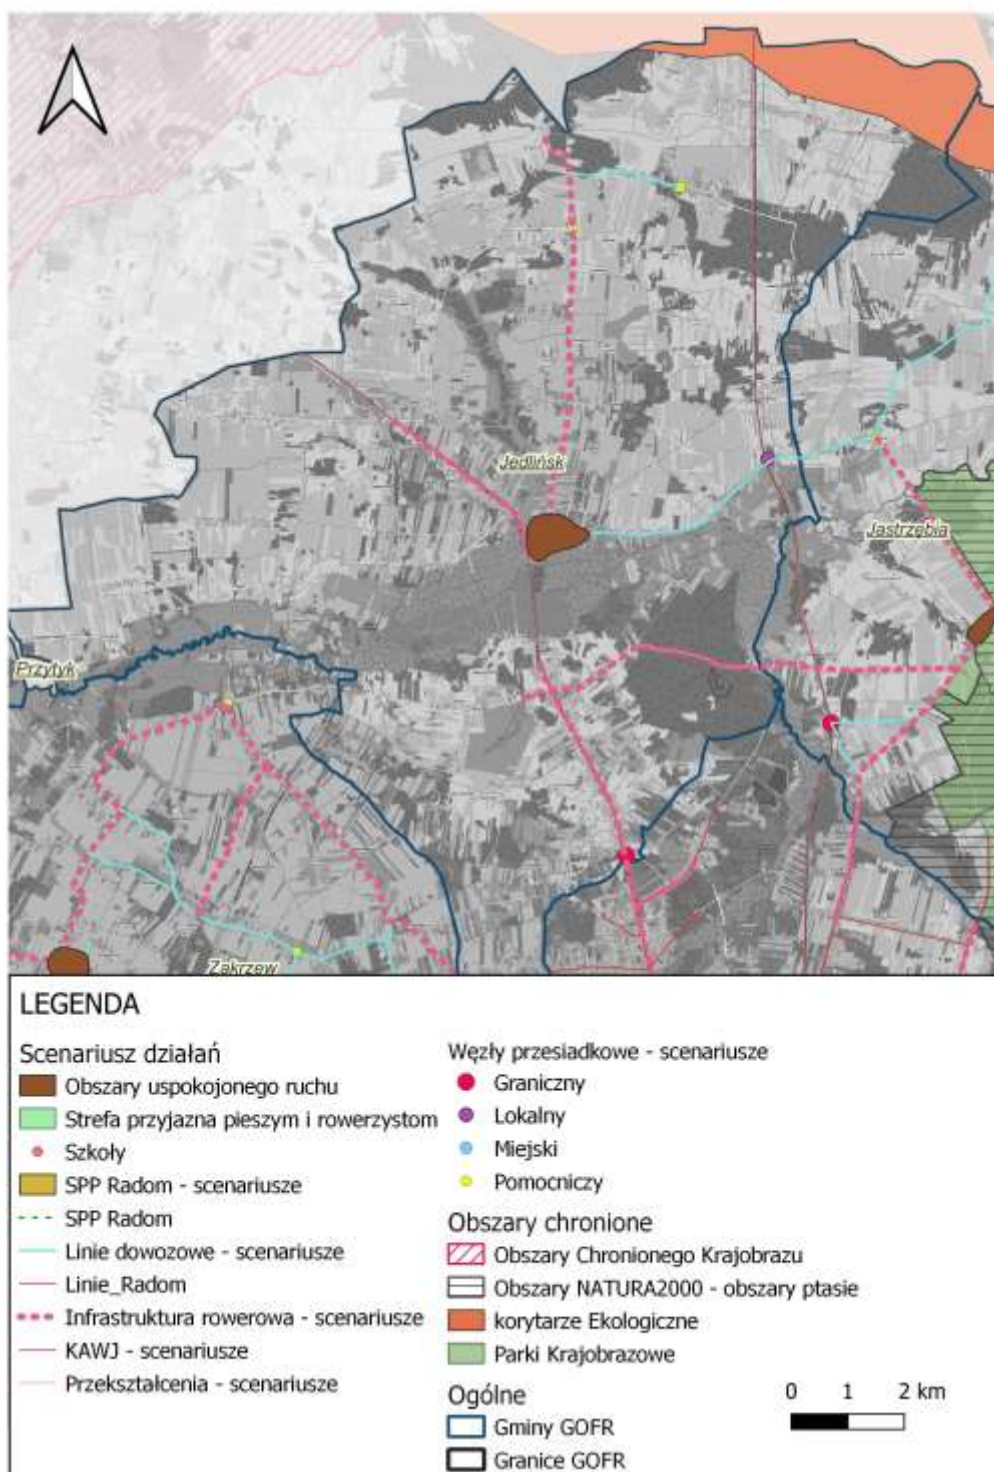 Jedlińsk
Jastrzębia
Przytyk
Zakrzew
LEGENDA
Scenariusz działań
Obszary uspokojonego ruchu
Strefa przyjazna pieszym i rowerzystom
Szkoły
SPP Radom - scenariusze
SPP Radom
Linie dowozowe - scenariusze
Linie_Radom
Infrastruktura rowerowa - scenariusze
KAWJ - scenariusze
Przekształcenia - scenariusze
Węzły przesiadkowe - scenariusze
Graniczny
Lokalny
Miejski
Pomocniczy
Obszary chronione
Obszary Chronionego Krajobrazu
Obszary NATURA2000 - obszary ptasie
korytarze Ekologiczne
Parki Krajobrazowe
Ogólne
Gminy GOFR
Granice GOFR
0 1 2 km